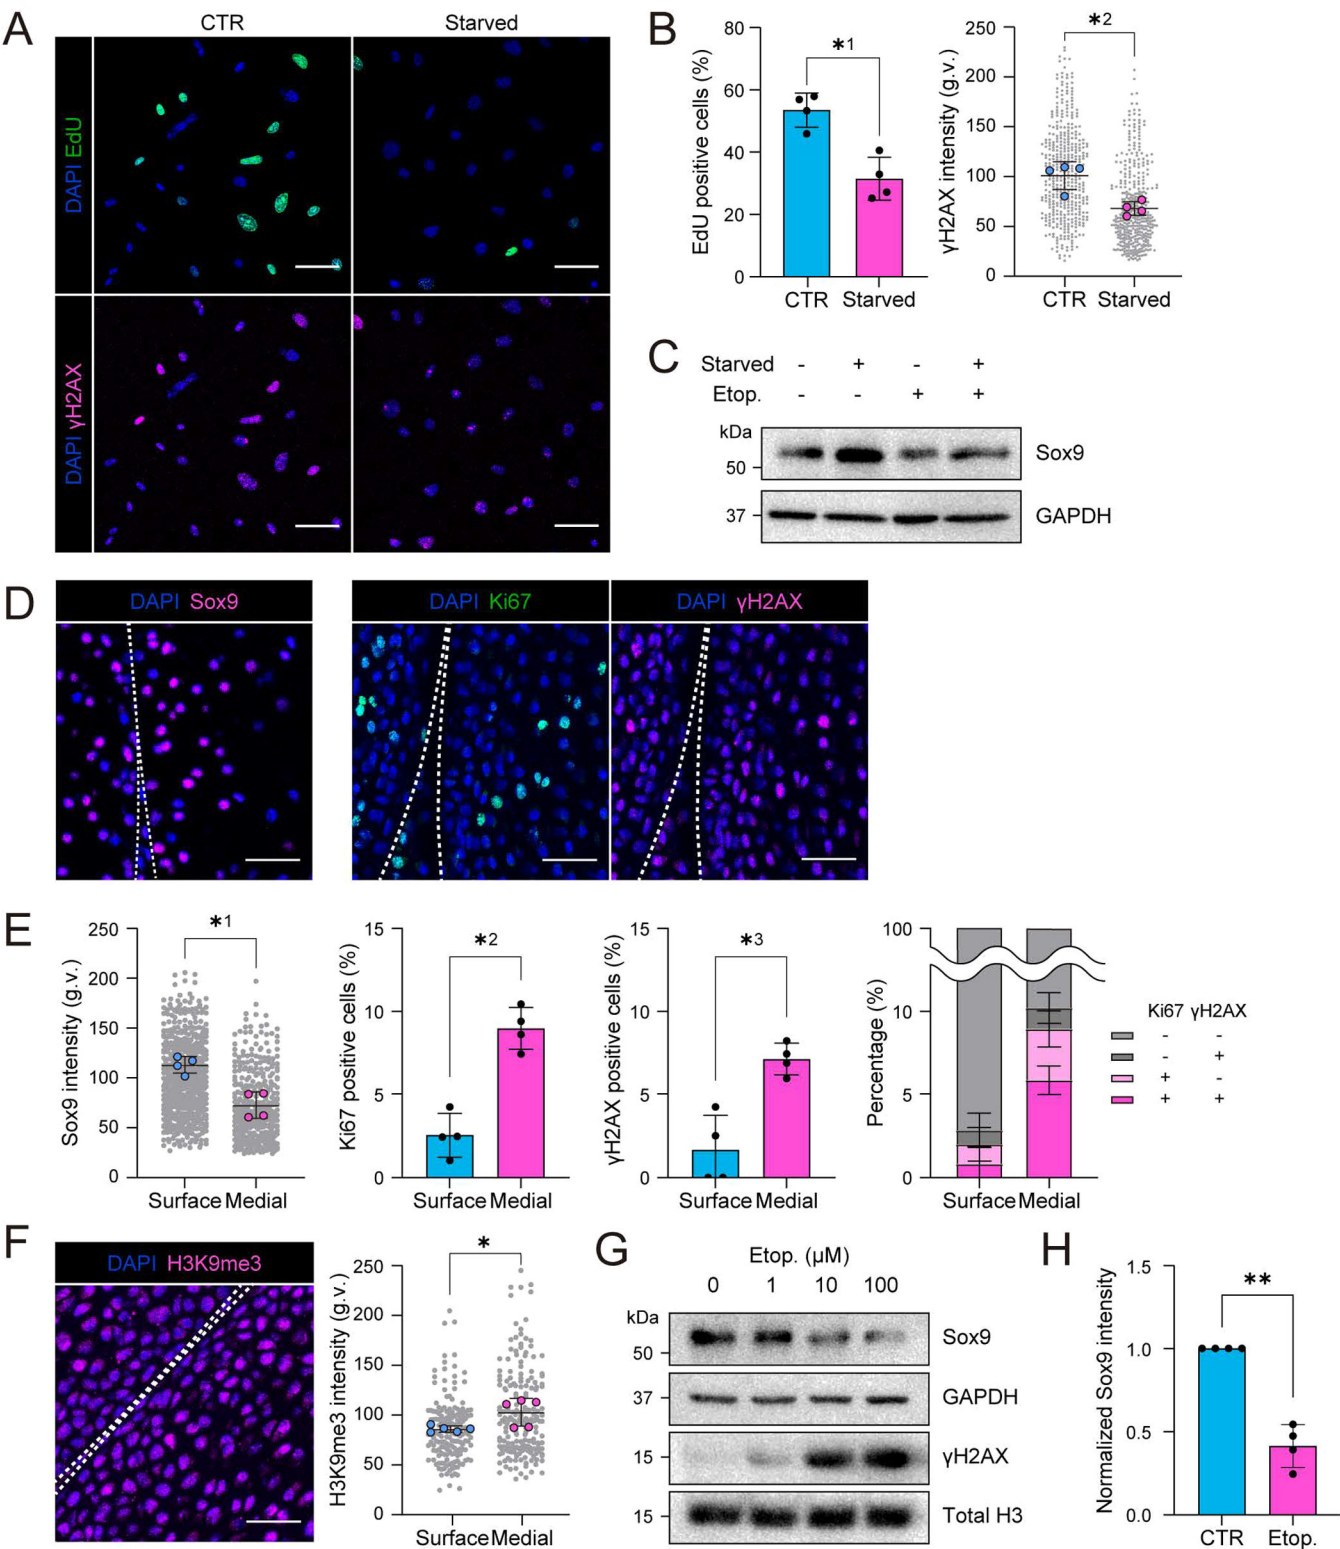 A
CTR
Starved
DAPI EdU
DAPI γH2AX
B
EdU positive cells (%)
80
60
40
20
0
*1
CTR
Starved
γH2AX intensity (g.v.)
250
200
150
100
50
0
*2
CTR Starved
C
Starved - + - +
Etop. - - + +
kDa
50
Sox9
37
GAPDH
D
DAPI Sox9
DAPI Ki67
DAPI γH2AX
E
Sox9 intensity (g.v.)
250
200
150
100
50
0
*1
Surface Medial
Ki67 positive cells (%)
15
10
5
0
*2
Surface Medial
γH2AX positive cells (%)
15
10
5
0
*3
Surface Medial
Percentage (%)
100
10
5
0
Surface Medial
Ki67 γH2AX
- -
- +
+ -
+ +
F
DAPI H3K9me3
H3K9me3 intensity (g.v.)
250
200
150
100
50
0
*
Surface Medial
G
Etop. (μM)
0 1 10 100
kDa
50
Sox9
37
GAPDH
15
γH2AX
15
Total H3
H
Normalized Sox9 intensity
1.5
1.0
0.5
0.0
**
CTR
Etop.